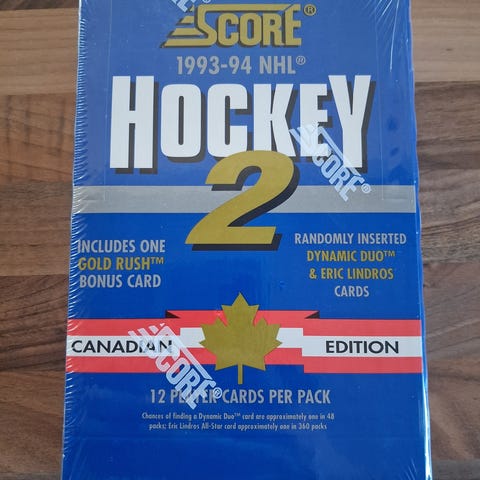 SCORE®
1993-94 NHL®
HOCKEY
SCORE®
2
INCLUDES ONE
GOLD RUSH™
BONUS CARD
RANDOMLY INSERTED
DYNAMIC DUO™
& ERIC LINDROS
CARDS
CANADIAN EDITION
SCORE®
12 PLAYER CARDS PER PACK
Chances of finding a Dynamic Duo™ card are approximately one in 48
packs; Eric Lindros All-Star card approximately one in 360 packs